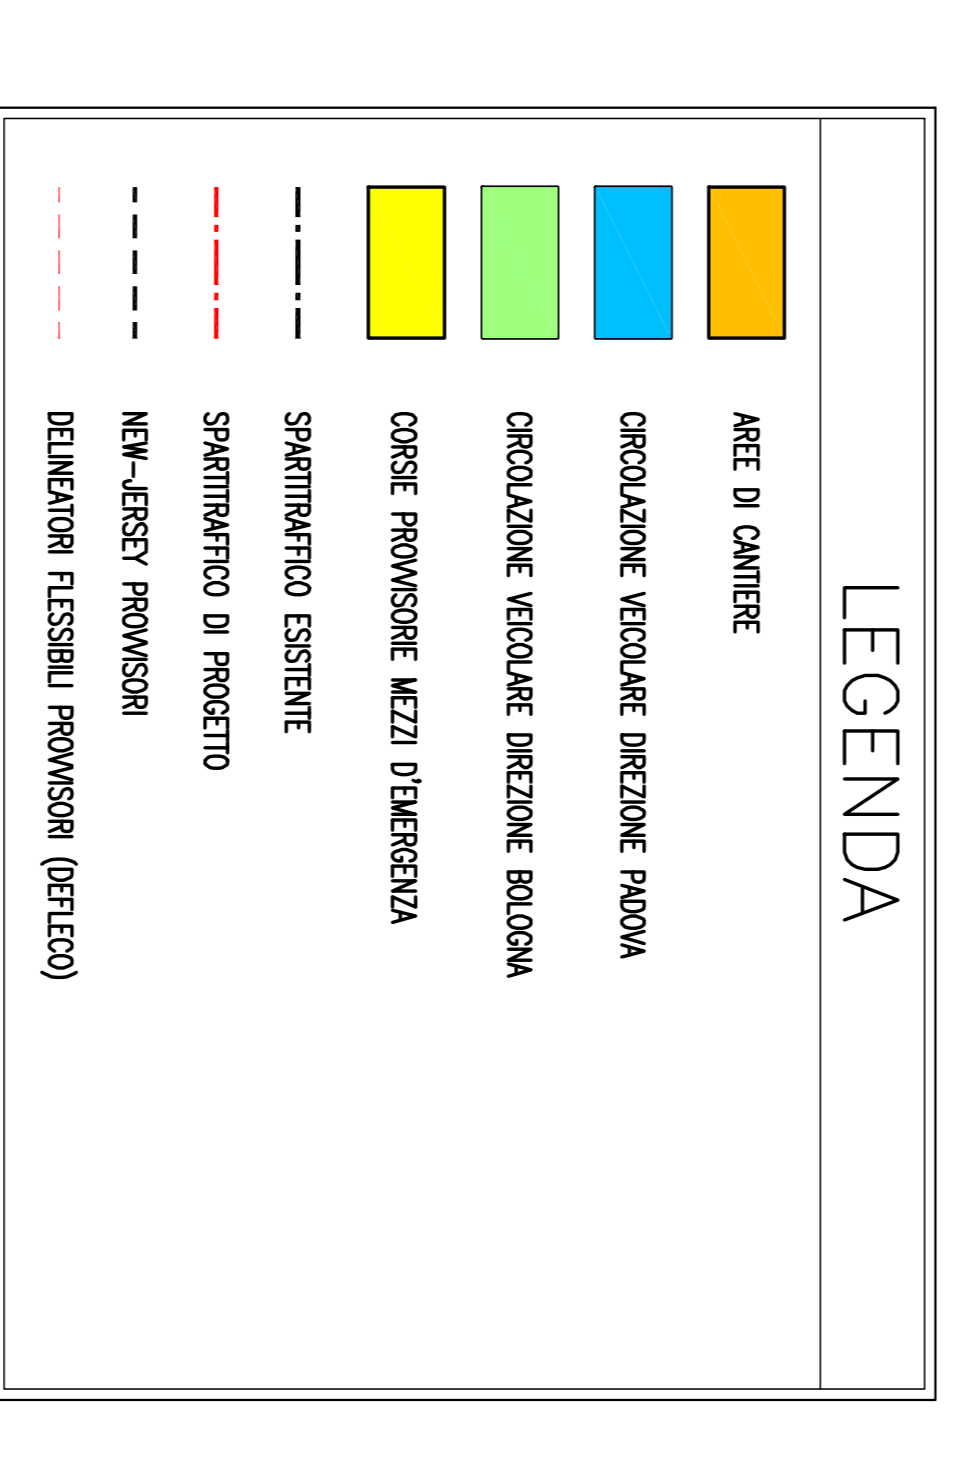 LEGENDA
AREE DI CANTIERE
CIRCOLAZIONE VEICOLARE DIREZIONE PADOVA
CIRCOLAZIONE VEICOLARE DIREZIONE BOLOGNA
CORSIE PROVVISORIE MEZZI D'EMERGENZA
SPARTITRAFFICO ESISTENTE
SPARTITRAFFICO DI PROGETTO
NEW-JERSEY PROVVISORI
DELINEATORI FLESSIBILI PROVVISORI (DEFLECO)